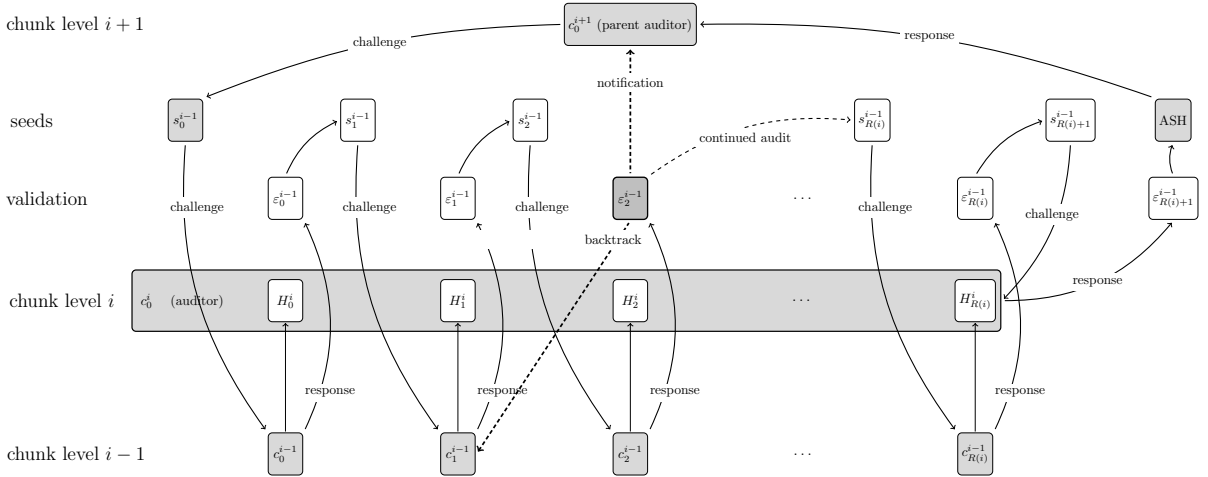 chunk level i + 1
c_0^{i+1} (parent auditor)
challenge
response
notification
seeds
s_0^{i-1}
s_1^{i-1}
s_2^{i-1}
continued audit
s_{R(i)}^{i-1}
s_{R(i)+1}^{i-1}
ASH
validation
challenge
ε_0^{i-1}
challenge
ε_1^{i-1}
challenge
ε_2^{i-1}
...
challenge
ε_{R(i)}^{i-1}
challenge
ε_{R(i)+1}^{i-1}
backtrack
response
chunk level i
c_0^i (auditor)
H_0^i
H_1^i
H_2^i
...
H_{R(i)}^i
response
response
response
response
chunk level i − 1
c_0^{i-1}
c_1^{i-1}
c_2^{i-1}
...
c_{R(i)}^{i-1}